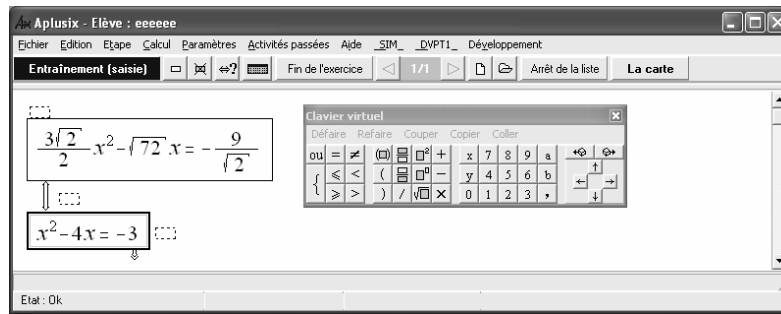 Aplusix - Elève : eeeeee
Fichier Edition Etape Calcul Paramètres Activités passées Aide _SIM_ _DVPT1_ Développement
Entraînement (saisie) ⇔? Fin de l'exercice 1/1 Arrêt de la liste La carte
Clavier virtuel
Défaire Refaire Couper Copier Coller
ou = ≠ (□) □² + x 7 8 9 a
{ ⩽ < ( □⁰ − y 4 5 6 b
⩾ > ) / √□ × 0 1 2 3 ,
3√2/2 x² − √72 x = − 9/√2
x² − 4x = −3
Etat : Ok